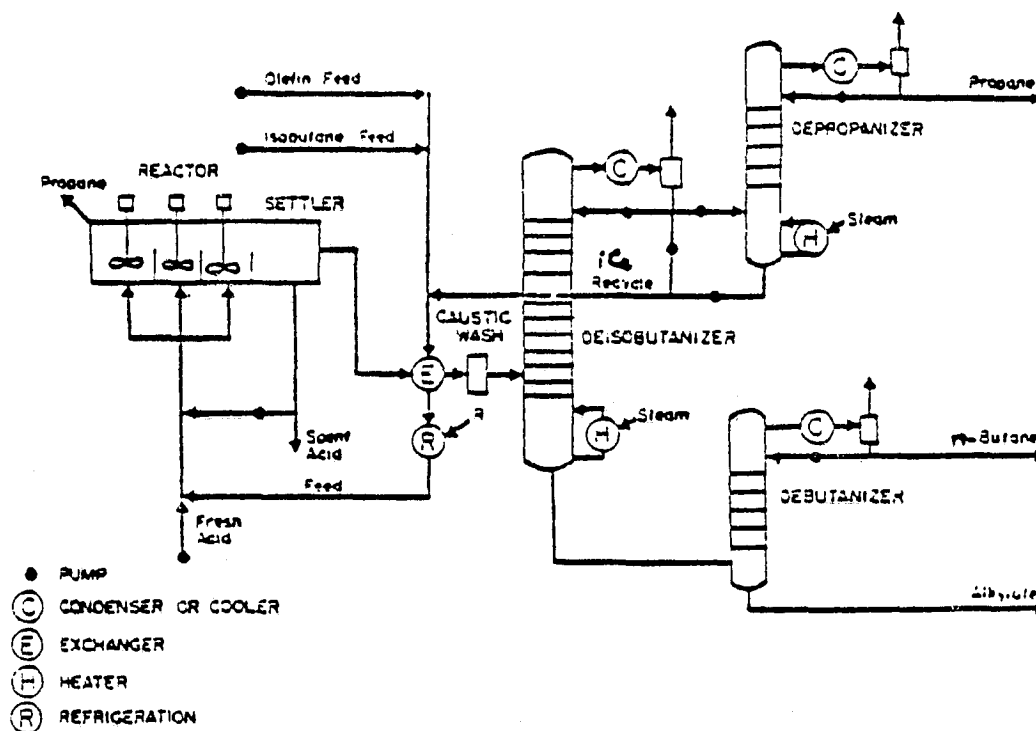 Olefin Feed
Isobutane Feed
REACTOR
Propane
SETTLER
C
Propane
DEPROPANIZER
C
Steam
H
iC4
Recycle
CAUSTIC
WASH
DEISOBUTANIZER
E
R
R
Steam
H
Spent
Acid
Feed
Fresh
Acid
C
n-Butane
DEBUTANIZER
Alkylate
PUMP
C CONDENSER OR COOLER
E EXCHANGER
H HEATER
R REFRIGERATION